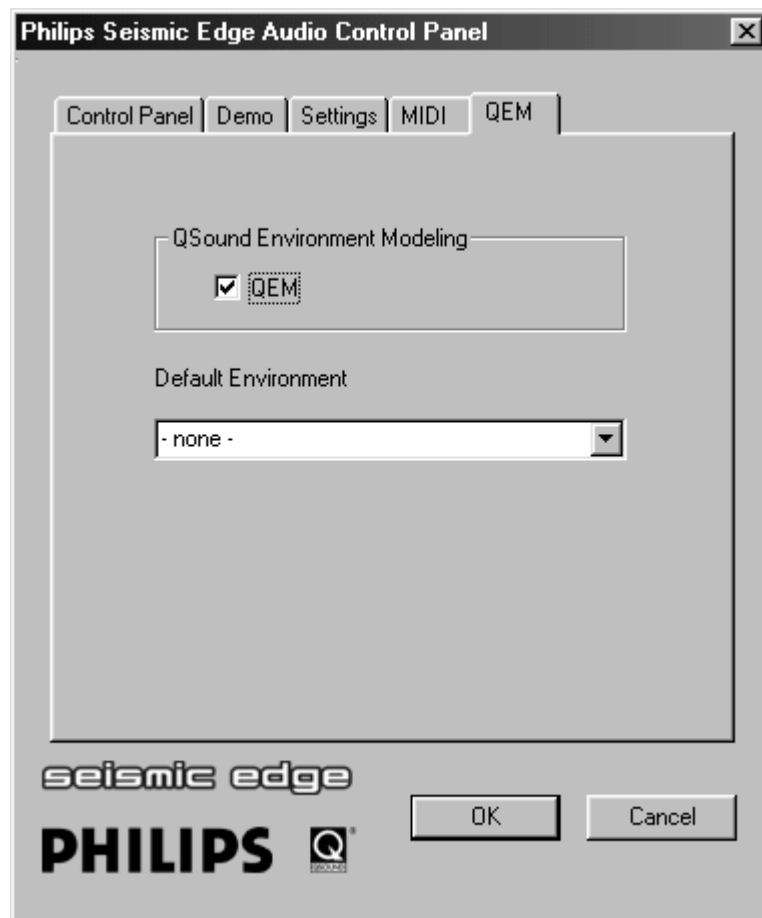 Philips Seismic Edge Audio Control Panel
Control Panel Demo Settings MIDI QEM
QSound Environment Modeling
QEM
Default Environment
- none -
seismic edge
OK Cancel
PHILIPS Q®
QSOUND